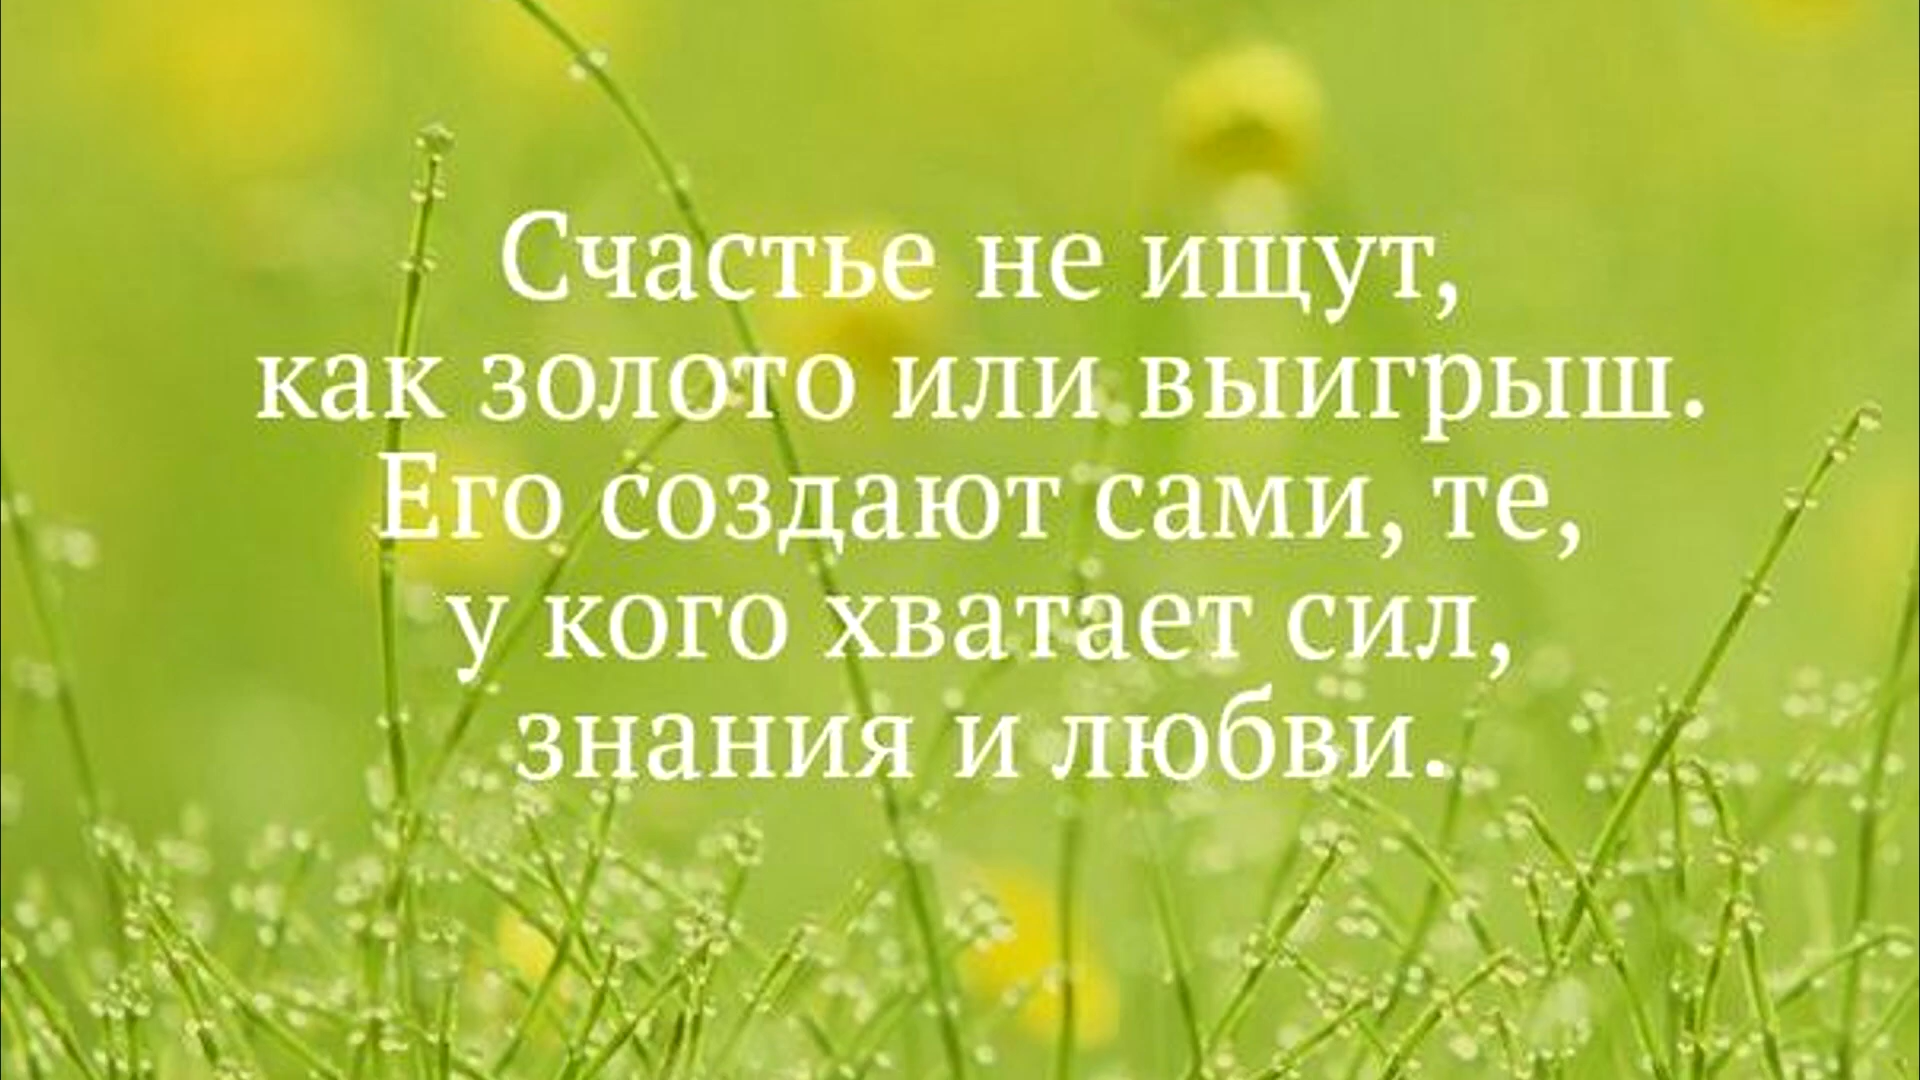 Счастье не ищут,
как золото или выигрыш.
Его создают сами, те,
у кого хватает сил,
знания и любви.